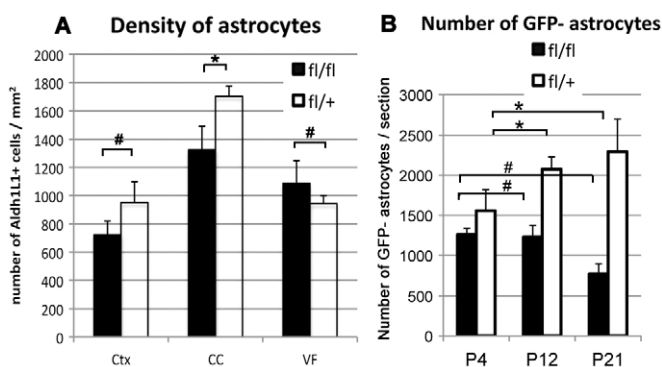 A
Density of astrocytes
number of Aldh1L1+ cells / mm²
2000
1800
1600
1400
1200
1000
800
600
400
200
0
#
*
#
fl/fl
fl/+
Ctx
CC
VF
B
Number of GFP- astrocytes
fl/fl
fl/+
Number of GFP- astrocytes / section
3000
2500
2000
1500
1000
500
0
*
*
#
#
P4
P12
P21